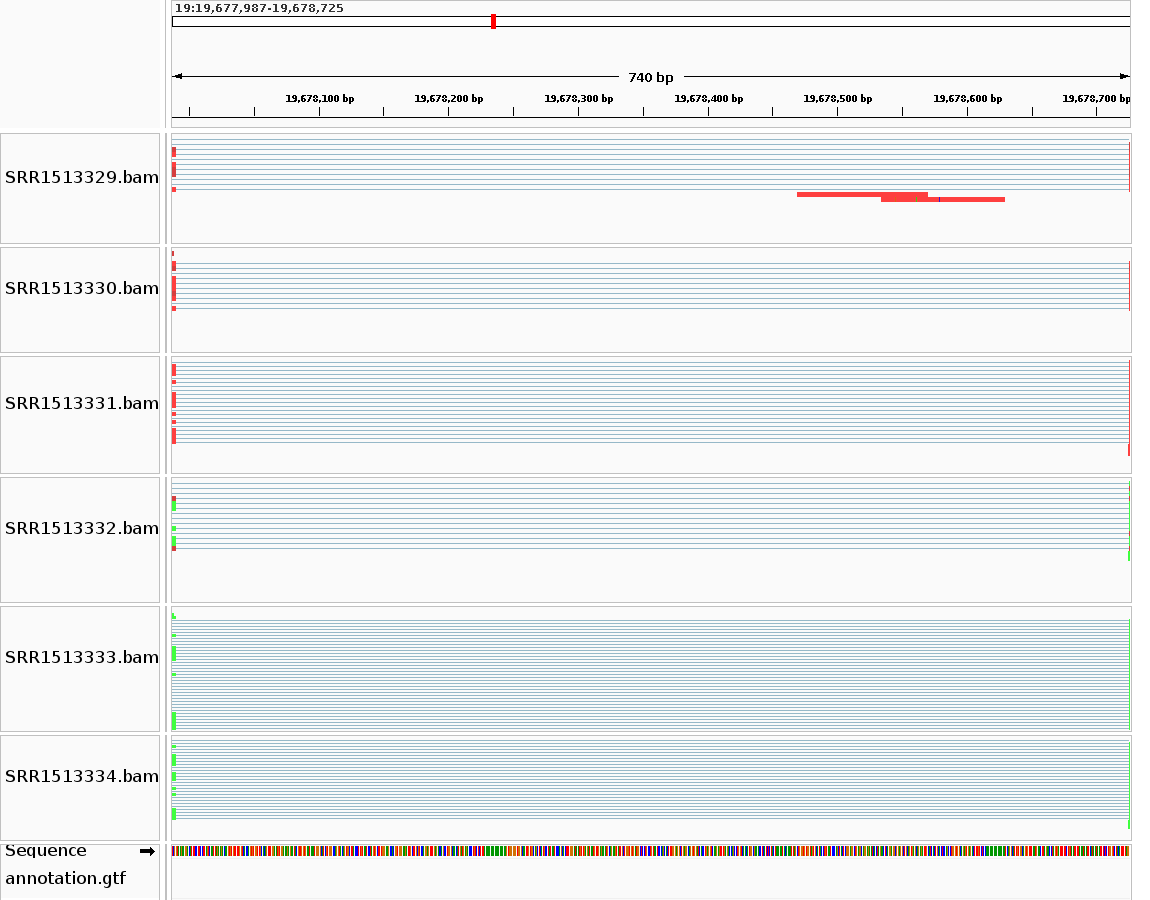 19:19,677,987-19,678,725
740 bp
19,678,100 bp 19,678,200 bp 19,678,300 bp 19,678,400 bp 19,678,500 bp 19,678,600 bp 19,678,700 bp
SRR1513329.bam
SRR1513330.bam
SRR1513331.bam
SRR1513332.bam
SRR1513333.bam
SRR1513334.bam
Sequence
annotation.gtf